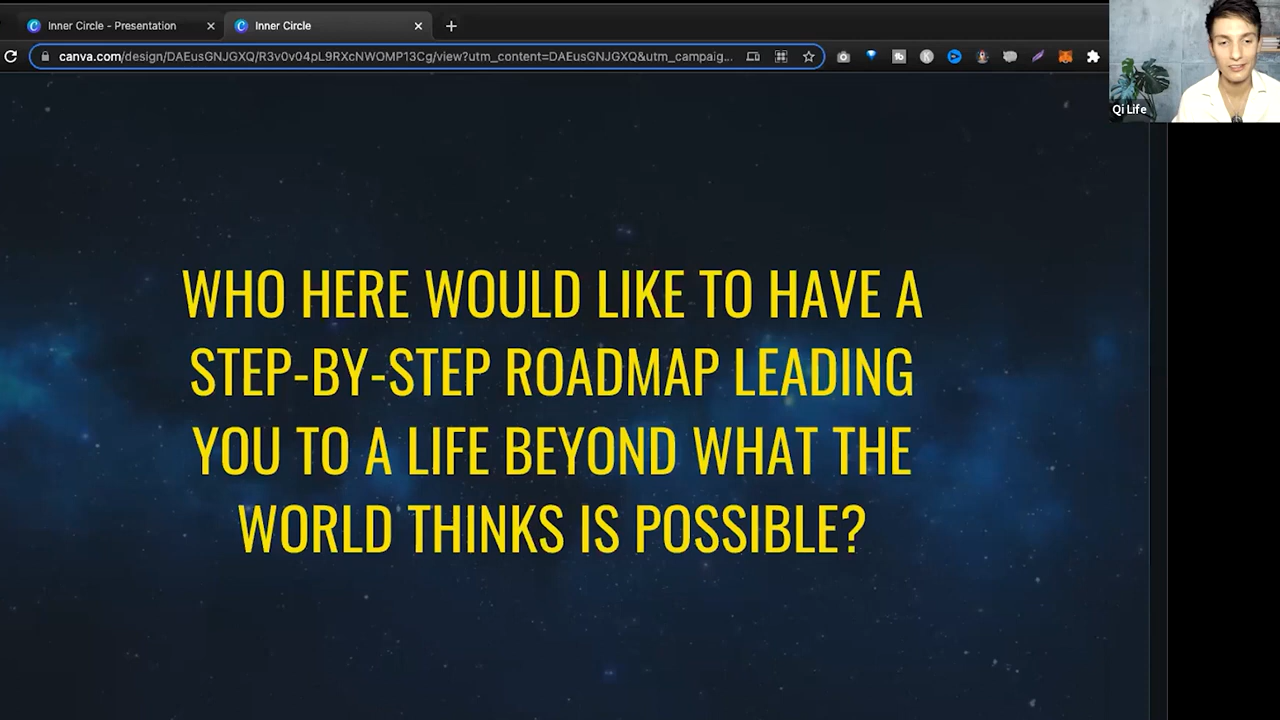 Inner Circle - Presentation
Inner Circle
canva.com/design/DAEusGNJGXQ/R3v0v04pL9RXcNWOMP13Cg/view?utm_content=DAEusGNJGXQ&utm_campaig...
Qi Life
WHO HERE WOULD LIKE TO HAVE A
STEP-BY-STEP ROADMAP LEADING
YOU TO A LIFE BEYOND WHAT THE
WORLD THINKS IS POSSIBLE?